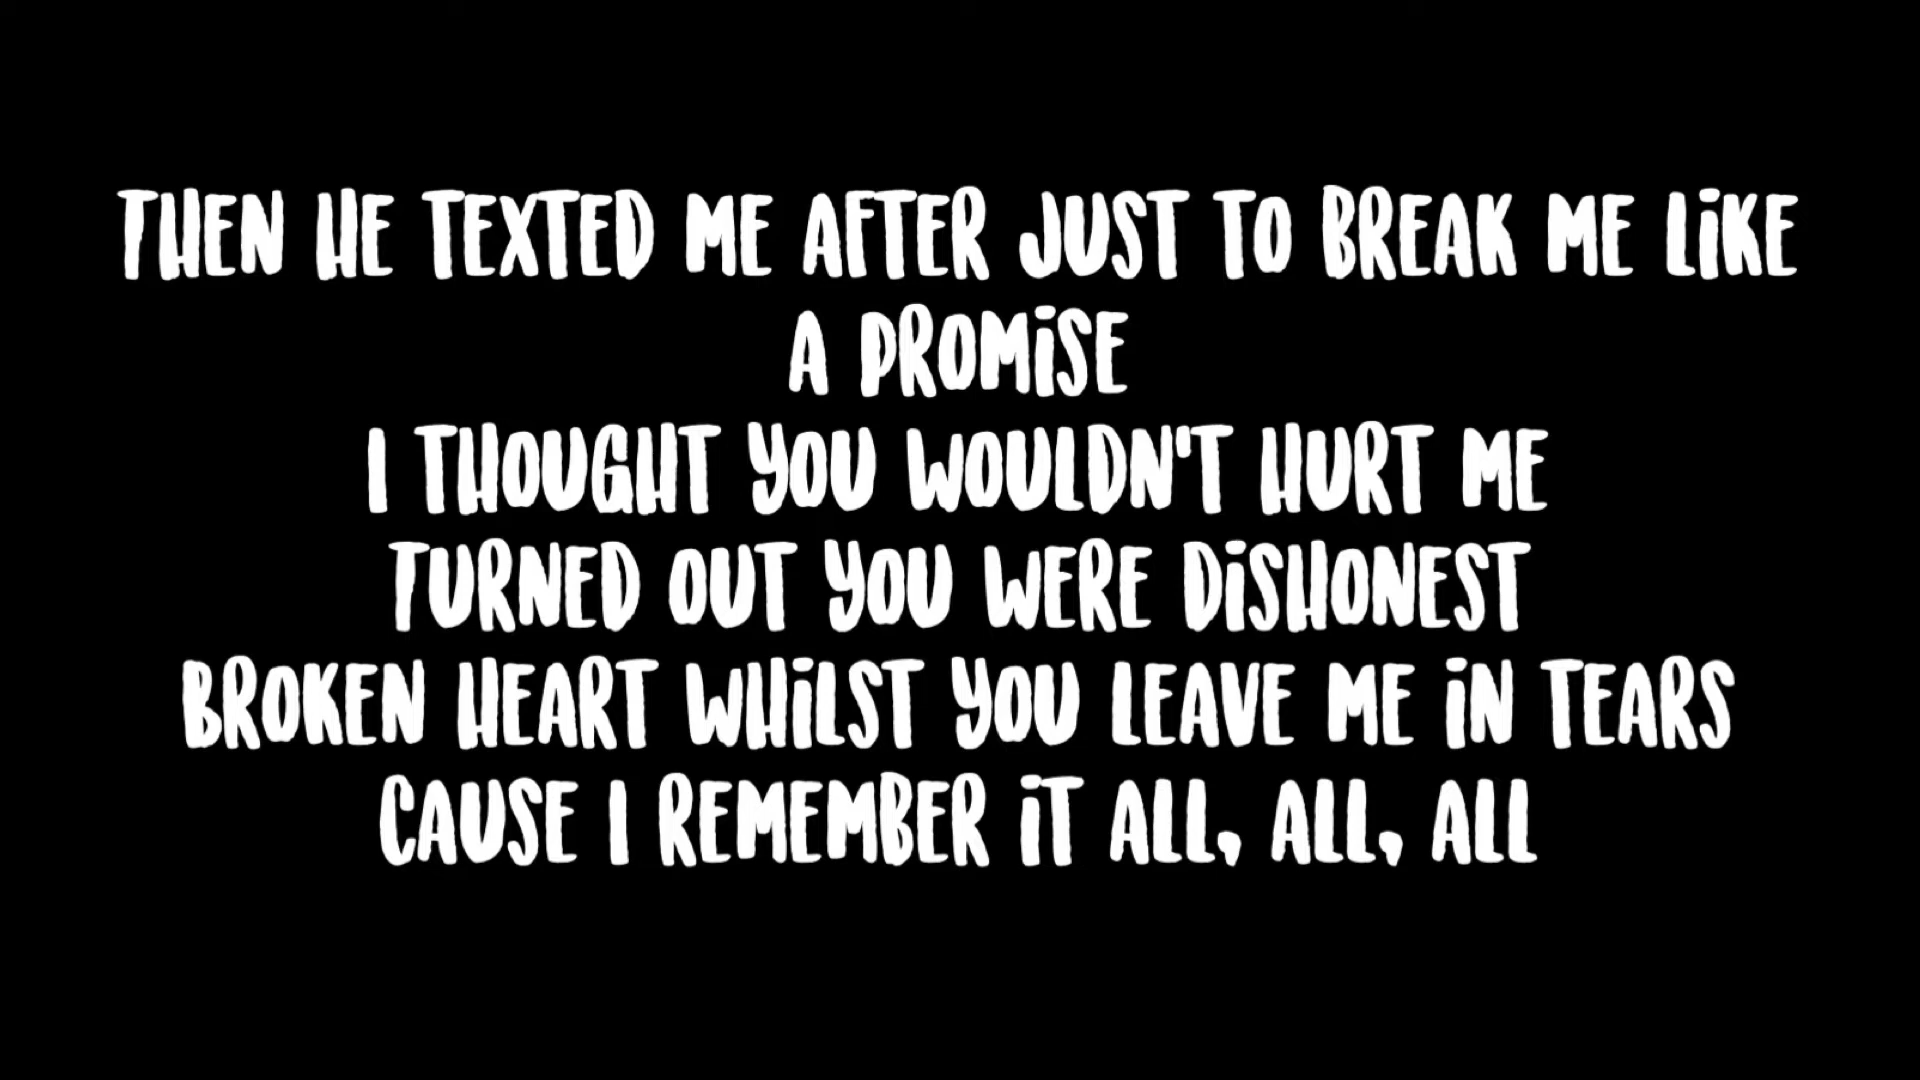 THEN HE TEXTED ME AFTER JUST TO BREAK ME LIKE
A PROMISE
I THOUGHT YOU WOULDN'T HURT ME
TURNED OUT YOU WERE DISHONEST
BROKEN HEART WHILST YOU LEAVE ME IN TEARS
CAUSE I REMEMBER IT ALL, ALL, ALL